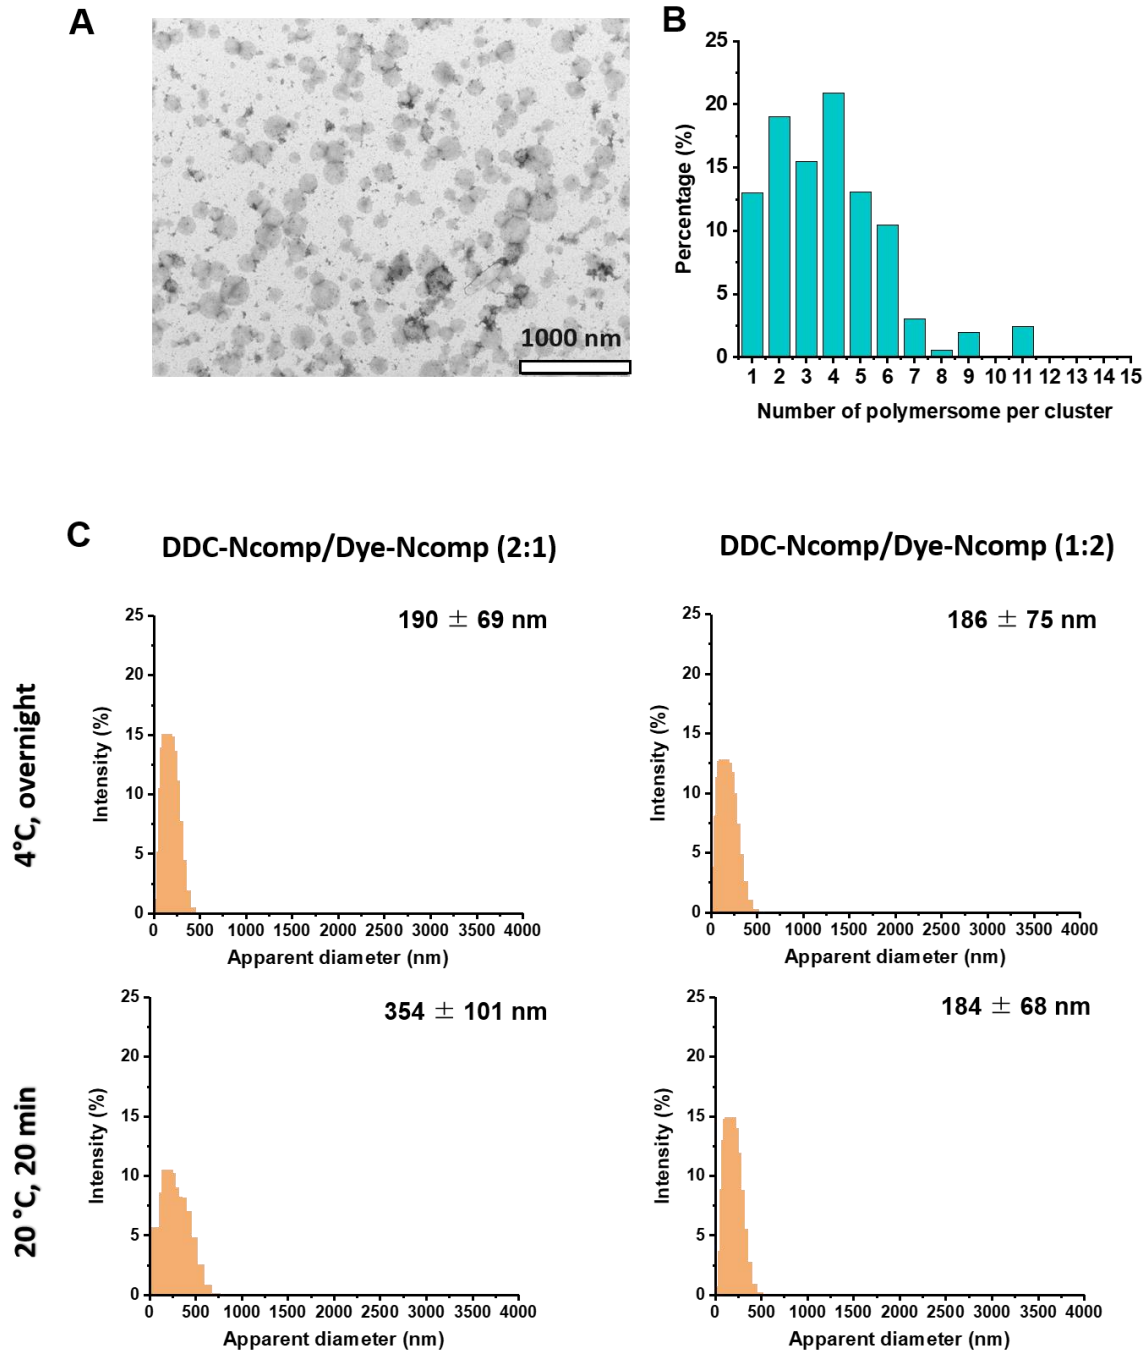 A
1000 nm
B
25
20
15
10
5
0
Percentage (%)
1 2 3 4 5 6 7 8 9 10 11 12 13 14 15
Number of polymersome per cluster
C
DDC-Ncomp/Dye-Ncomp (2:1)
DDC-Ncomp/Dye-Ncomp (1:2)
4°C, overnight
190 ± 69 nm
25
20
15
10
5
0
Intensity (%)
0 500 1000 1500 2000 2500 3000 3500 4000
Apparent diameter (nm)
186 ± 75 nm
25
20
15
10
5
0
Intensity (%)
0 500 1000 1500 2000 2500 3000 3500 4000
Apparent diameter (nm)
20 °C, 20 min
354 ± 101 nm
25
20
15
10
5
0
Intensity (%)
0 500 1000 1500 2000 2500 3000 3500 4000
Apparent diameter (nm)
184 ± 68 nm
25
20
15
10
5
0
Intensity (%)
0 500 1000 1500 2000 2500 3000 3500 4000
Apparent diameter (nm)